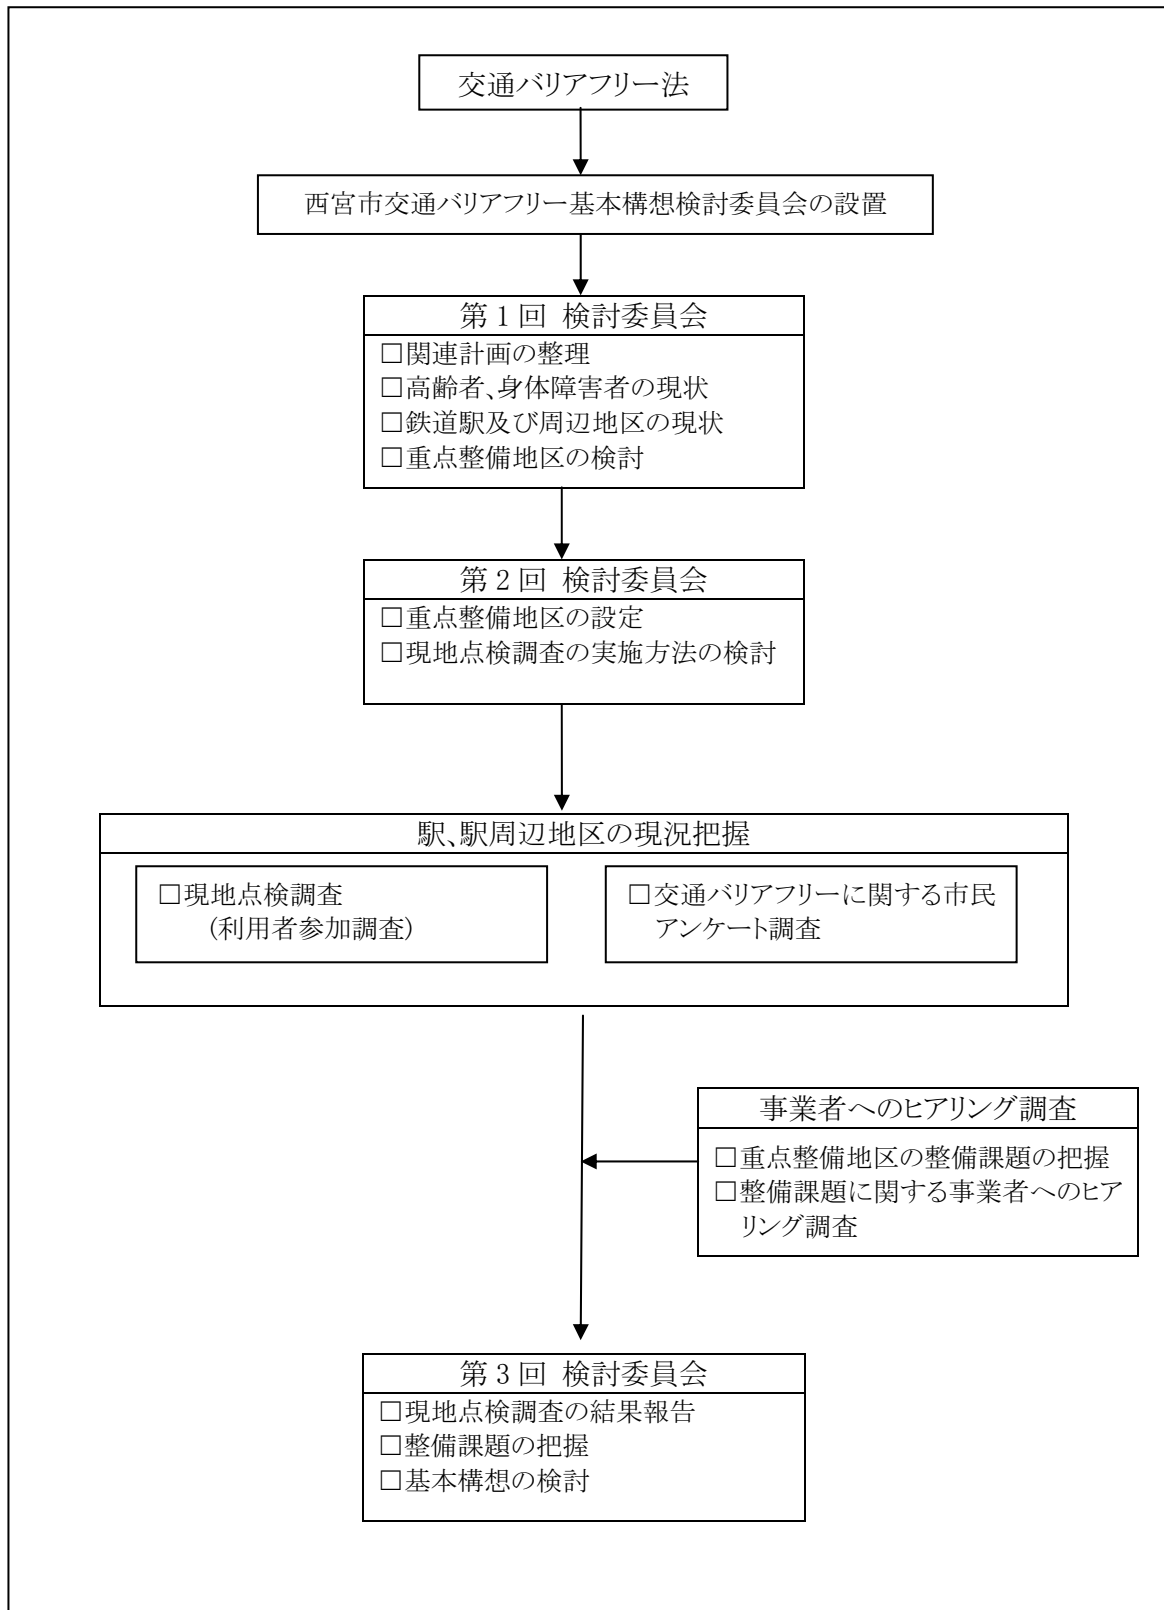 交通バリアフリー法
西宮市交通バリアフリー基本構想検討委員会の設置
第1回 検討委員会
□関連計画の整理
□高齢者、身体障害者の現状
□鉄道駅及び周辺地区の現状
□重点整備地区の検討
第2回 検討委員会
□重点整備地区の設定
□現地点検調査の実施方法の検討
駅、駅周辺地区の現況把握
□現地点検調査
(利用者参加調査)
□交通バリアフリーに関する市民
アンケート調査
事業者へのヒアリング調査
□重点整備地区の整備課題の把握
□整備課題に関する事業者へのヒア
リング調査
第3回 検討委員会
□現地点検調査の結果報告
□整備課題の把握
□基本構想の検討